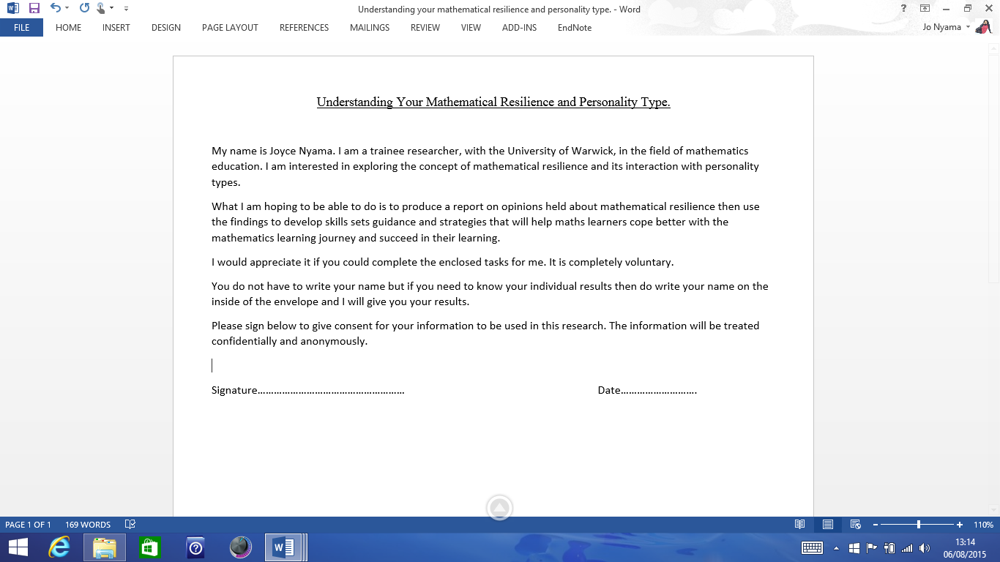 Understanding your mathematical resilience and personality type. - Word
?
FILE HOME INSERT DESIGN PAGE LAYOUT REFERENCES MAILINGS REVIEW VIEW ADD-INS EndNote
Jo Nyama
Understanding Your Mathematical Resilience and Personality Type.
My name is Joyce Nyama. I am a trainee researcher, with the University of Warwick, in the field of mathematics
education. I am interested in exploring the concept of mathematical resilience and its interaction with personality
types.
What I am hoping to be able to do is to produce a report on opinions held about mathematical resilience then use
the findings to develop skills sets guidance and strategies that will help maths learners cope better with the
mathematics learning journey and succeed in their learning.
I would appreciate it if you could complete the enclosed tasks for me. It is completely voluntary.
You do not have to write your name but if you need to know your individual results then do write your name on the
inside of the envelope and I will give you your results.
Please sign below to give consent for your information to be used in this research. The information will be treated
confidentially and anonymously.
Signature……………………………………………… Date……………………….
PAGE 1 OF 1 169 WORDS 110%
13:14
06/08/2015